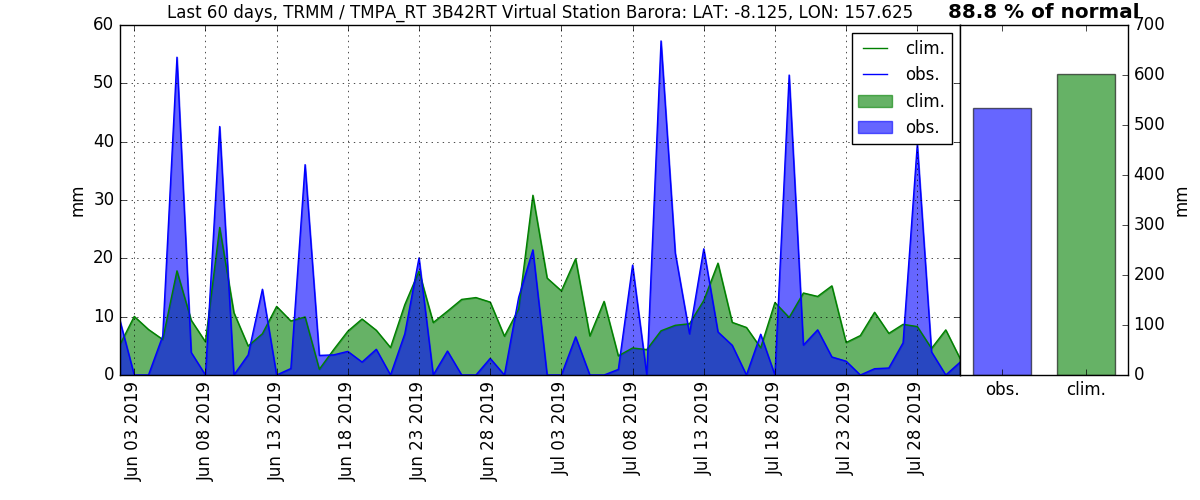 Last 60 days, TRMM / TMPA_RT 3B42RT Virtual Station Barora: LAT: -8.125, LON: 157.625
88.8 % of normal
60
50
40
30
20
10
0
mm
clim.
obs.
clim.
obs.
700
600
500
400
300
200
100
0
mm
Jun 03 2019
Jun 08 2019
Jun 13 2019
Jun 18 2019
Jun 23 2019
Jun 28 2019
Jul 03 2019
Jul 08 2019
Jul 13 2019
Jul 18 2019
Jul 23 2019
Jul 28 2019
obs.
clim.